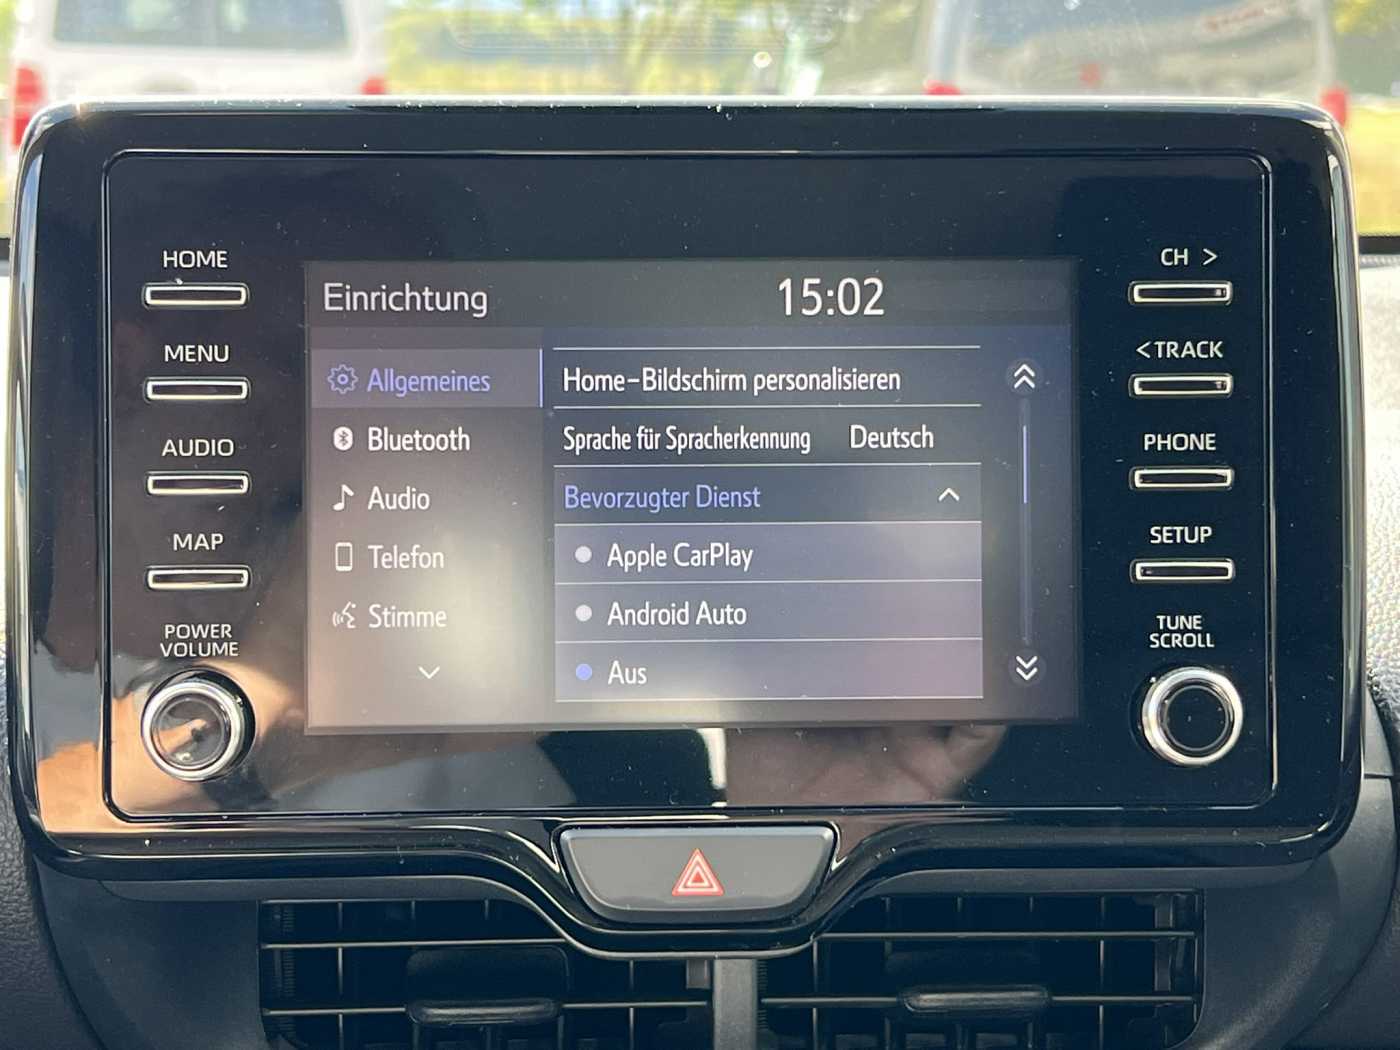 HOME
MENU
AUDIO
MAP
POWER
VOLUME
Einrichtung
15:02
Allgemeines
Bluetooth
Audio
Telefon
Stimme
Home-Bildschirm personalisieren
Sprache für Spracherkennung Deutsch
Bevorzugter Dienst
Apple CarPlay
Android Auto
Aus
CH >
<TRACK
PHONE
SETUP
TUNE
SCROLL